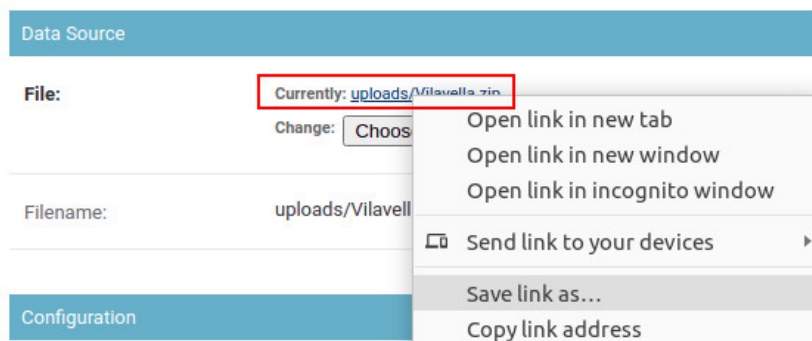 Data Source
File:
Currently: uploads/Vilavella.zip
Change: Choos
Filename:
uploads/Vilavell
Configuration
Open link in new tab
Open link in new window
Open link in incognito window
Send link to your devices
Save link as...
Copy link address